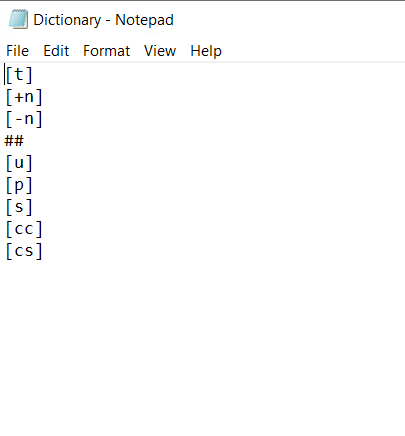 Dictionary - Notepad
File Edit Format View Help
[t]
[+n]
[-n]
##
[u]
[p]
[s]
[cc]
[cs]